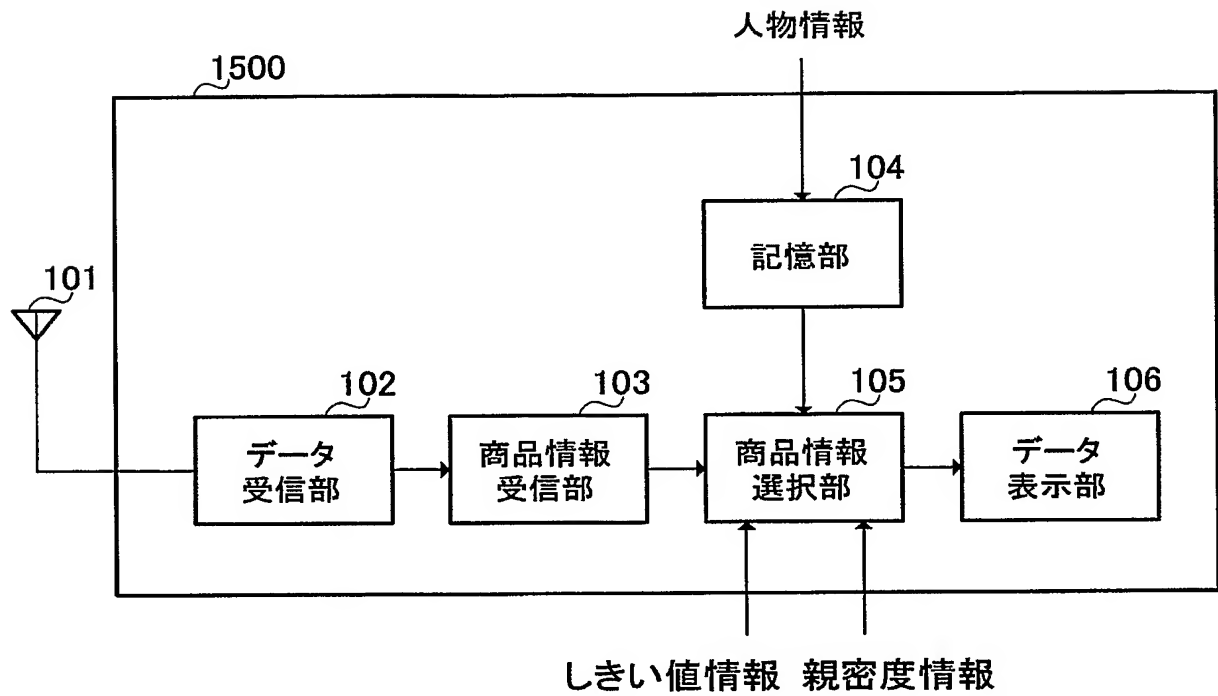 人物情報
1500
104
記憶部
101
102
103
105
106
データ
受信部
商品情報
受信部
商品情報
選択部
データ
表示部
しきい値情報 親密度情報